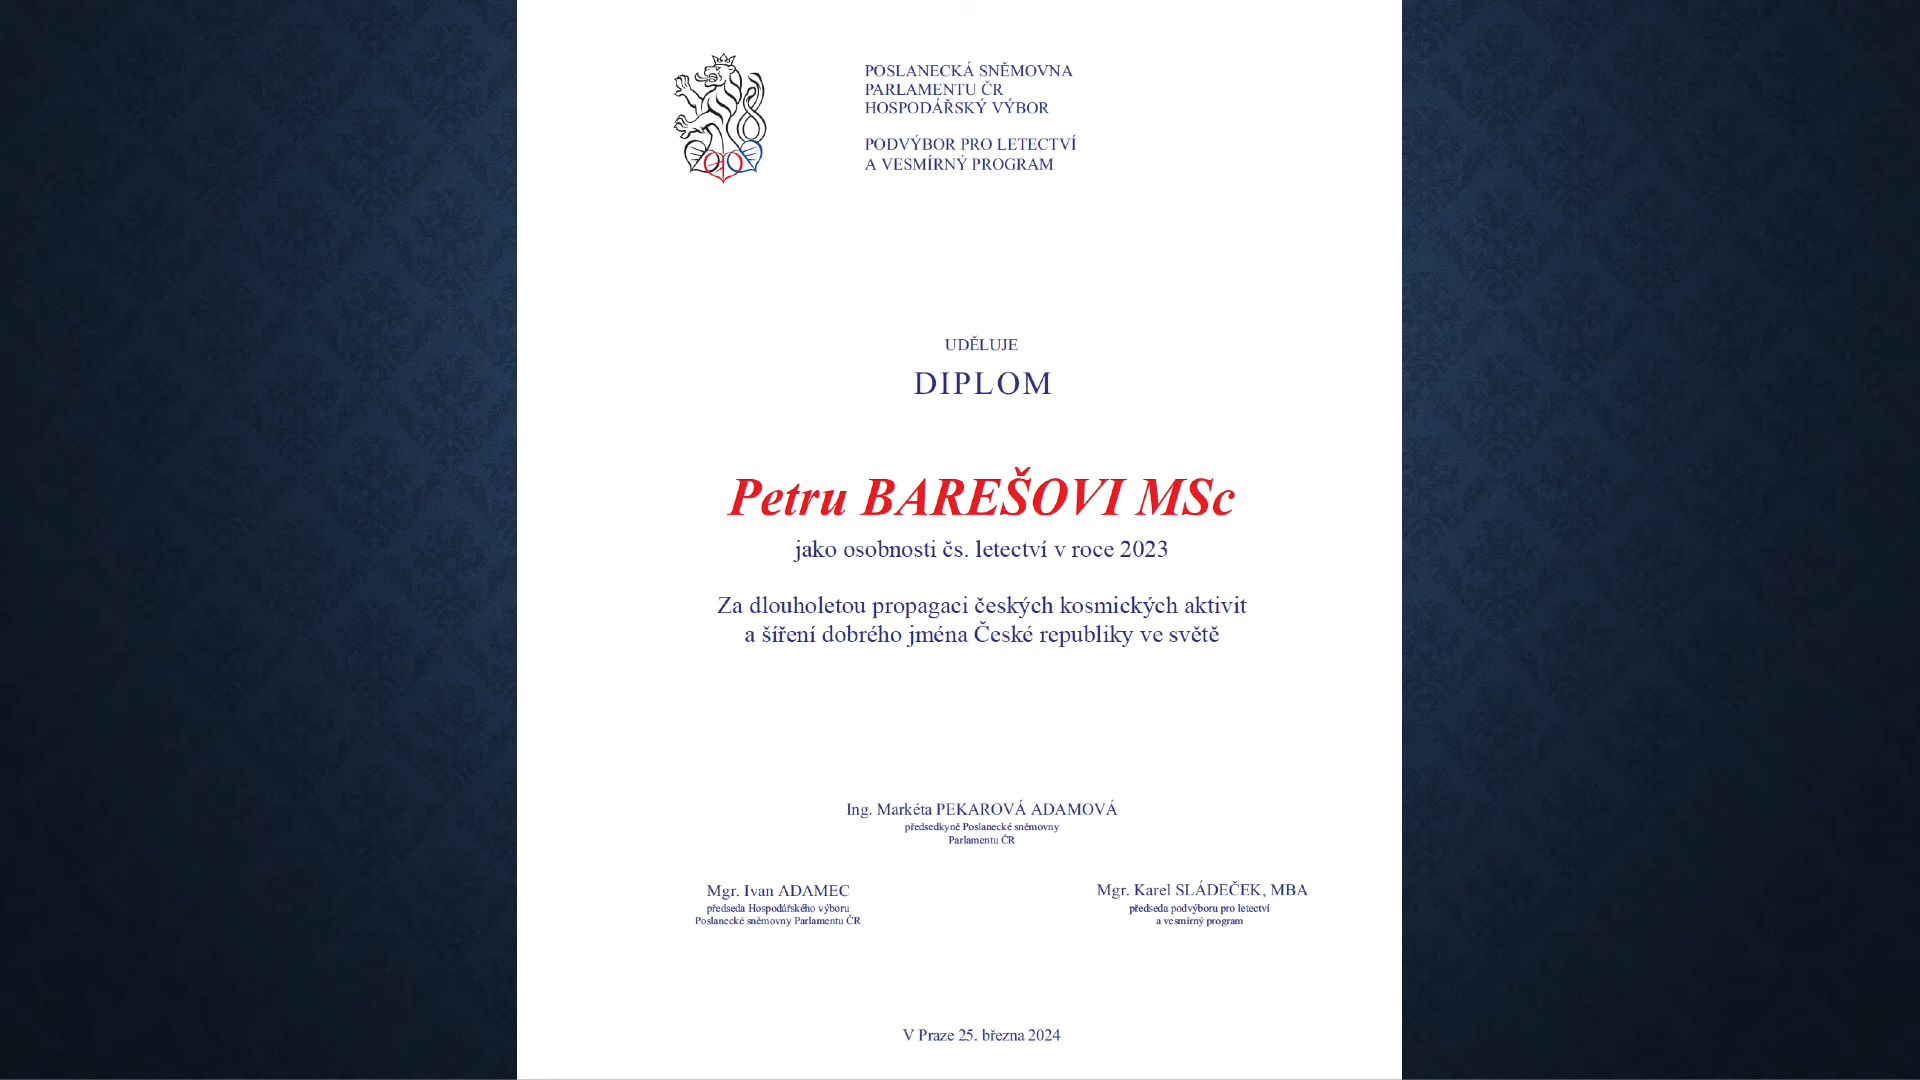 POSLANECKÁ SNĚMOVNA
PARLAMENTU ČR
HOSPODÁŘSKÝ VÝBOR
PODVÝBOR PRO LETECTVÍ
A VESMÍRNÝ PROGRAM
UDĚLUJE
DIPLOM
Petru BAREŠOVI MSc
jako osobnosti čs. letectví v roce 2023
Za dlouholetou propagaci českých kosmických aktivit
a šíření dobrého jména České republiky ve světě
Ing. Markéta PEKAROVÁ ADAMOVÁ
předsedkyně Poslanecké sněmovny
Parlamentu ČR
Mgr. Ivan ADAMEC
předseda Hospodářského výboru
Poslanecké sněmovny Parlamentu ČR
Mgr. Karel SLÁDEČEK, MBA
předseda podvýboru pro letectví
a vesmírný program
V Praze 25. března 2024